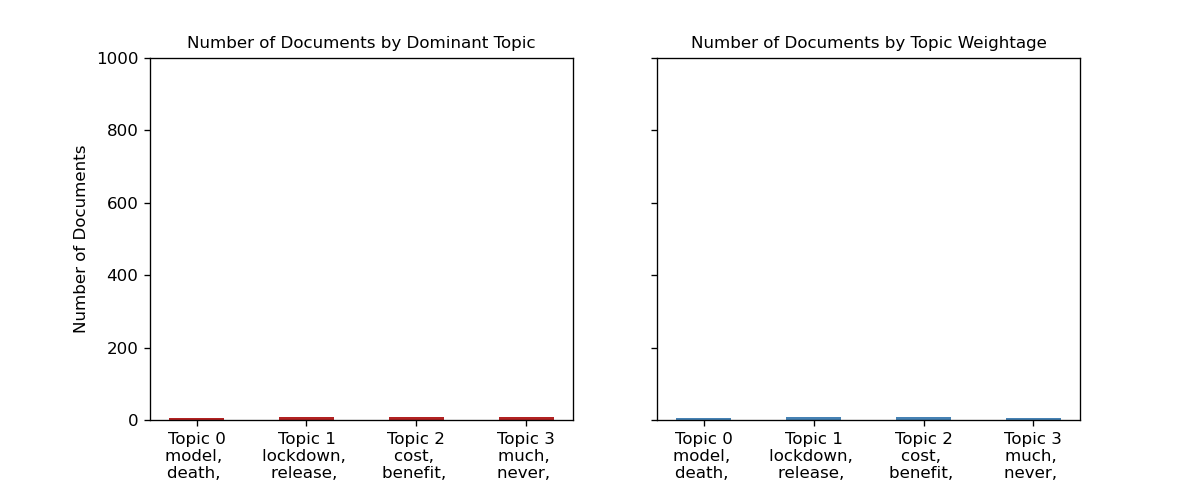 Number of Documents by Dominant Topic
Number of Documents
1000
800
600
400
200
0
Topic 0
model,
death,
Topic 1
lockdown,
release,
Topic 2
cost,
benefit,
Topic 3
much,
never,
Number of Documents by Topic Weightage
Topic 0
model,
death,
Topic 1
lockdown,
release,
Topic 2
cost,
benefit,
Topic 3
much,
never,